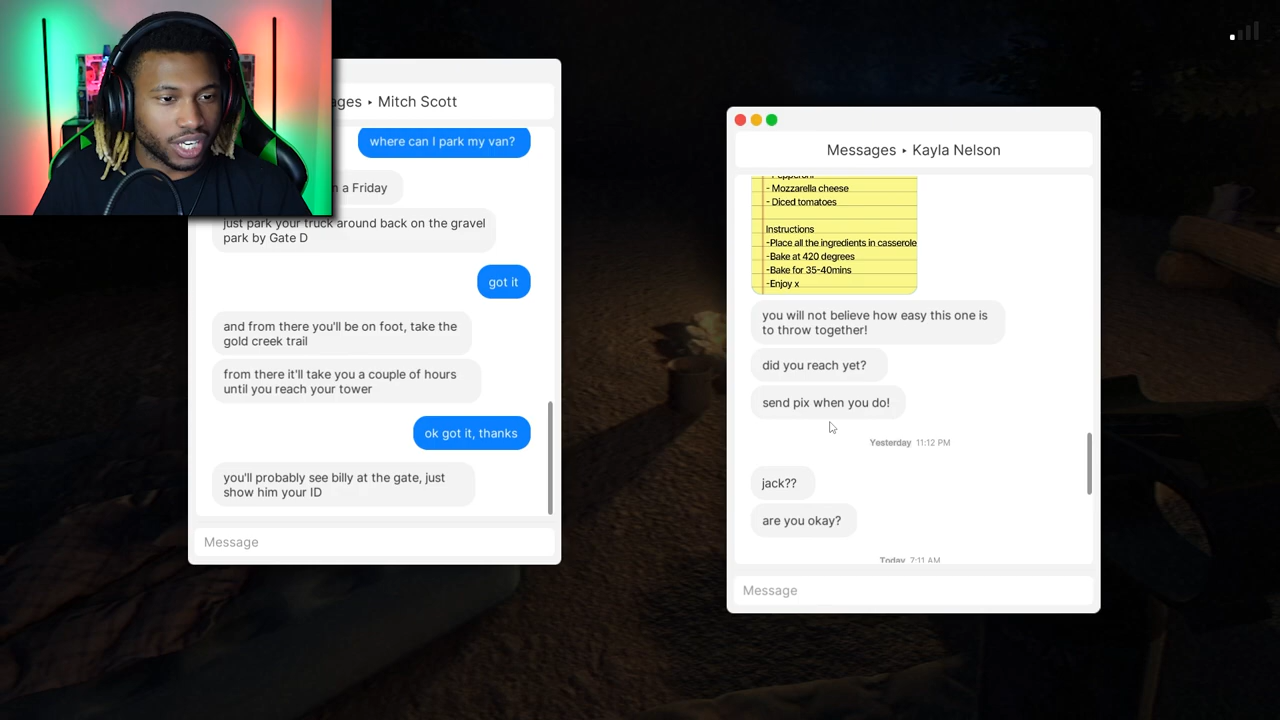 ages ▸ Mitch Scott
where can I park my van?
n a Friday
just park your truck around back on the gravel
park by Gate D
got it
and from there you'll be on foot, take the
gold creek trail
from there it'll take you a couple of hours
until you reach your tower
ok got it, thanks
you'll probably see billy at the gate, just
show him your ID
Message
Messages ▸ Kayla Nelson
- Pepperoni
- Mozzarella cheese
- Diced tomatoes
Instructions
-Place all the ingredients in casserole
-Bake at 420 degrees
-Bake for 35-40mins
-Enjoy x
you will not believe how easy this one is
to throw together!
did you reach yet?
send pix when you do!
Yesterday 11:12 PM
jack??
are you okay?
Today 7:11 AM
Message